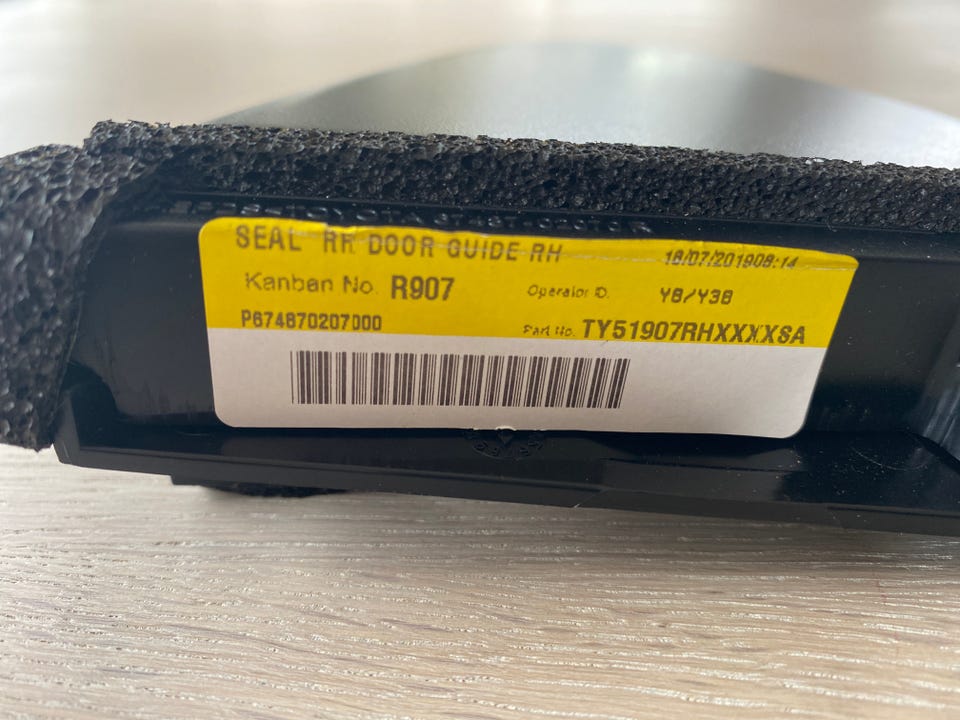 SEAL RR DOOR GUIDE RH 18/07/2019 08:14
Kanban No. R907 Operator ID. Y8/Y38
P674870207000 Part No. TY51907RHXXXXSA